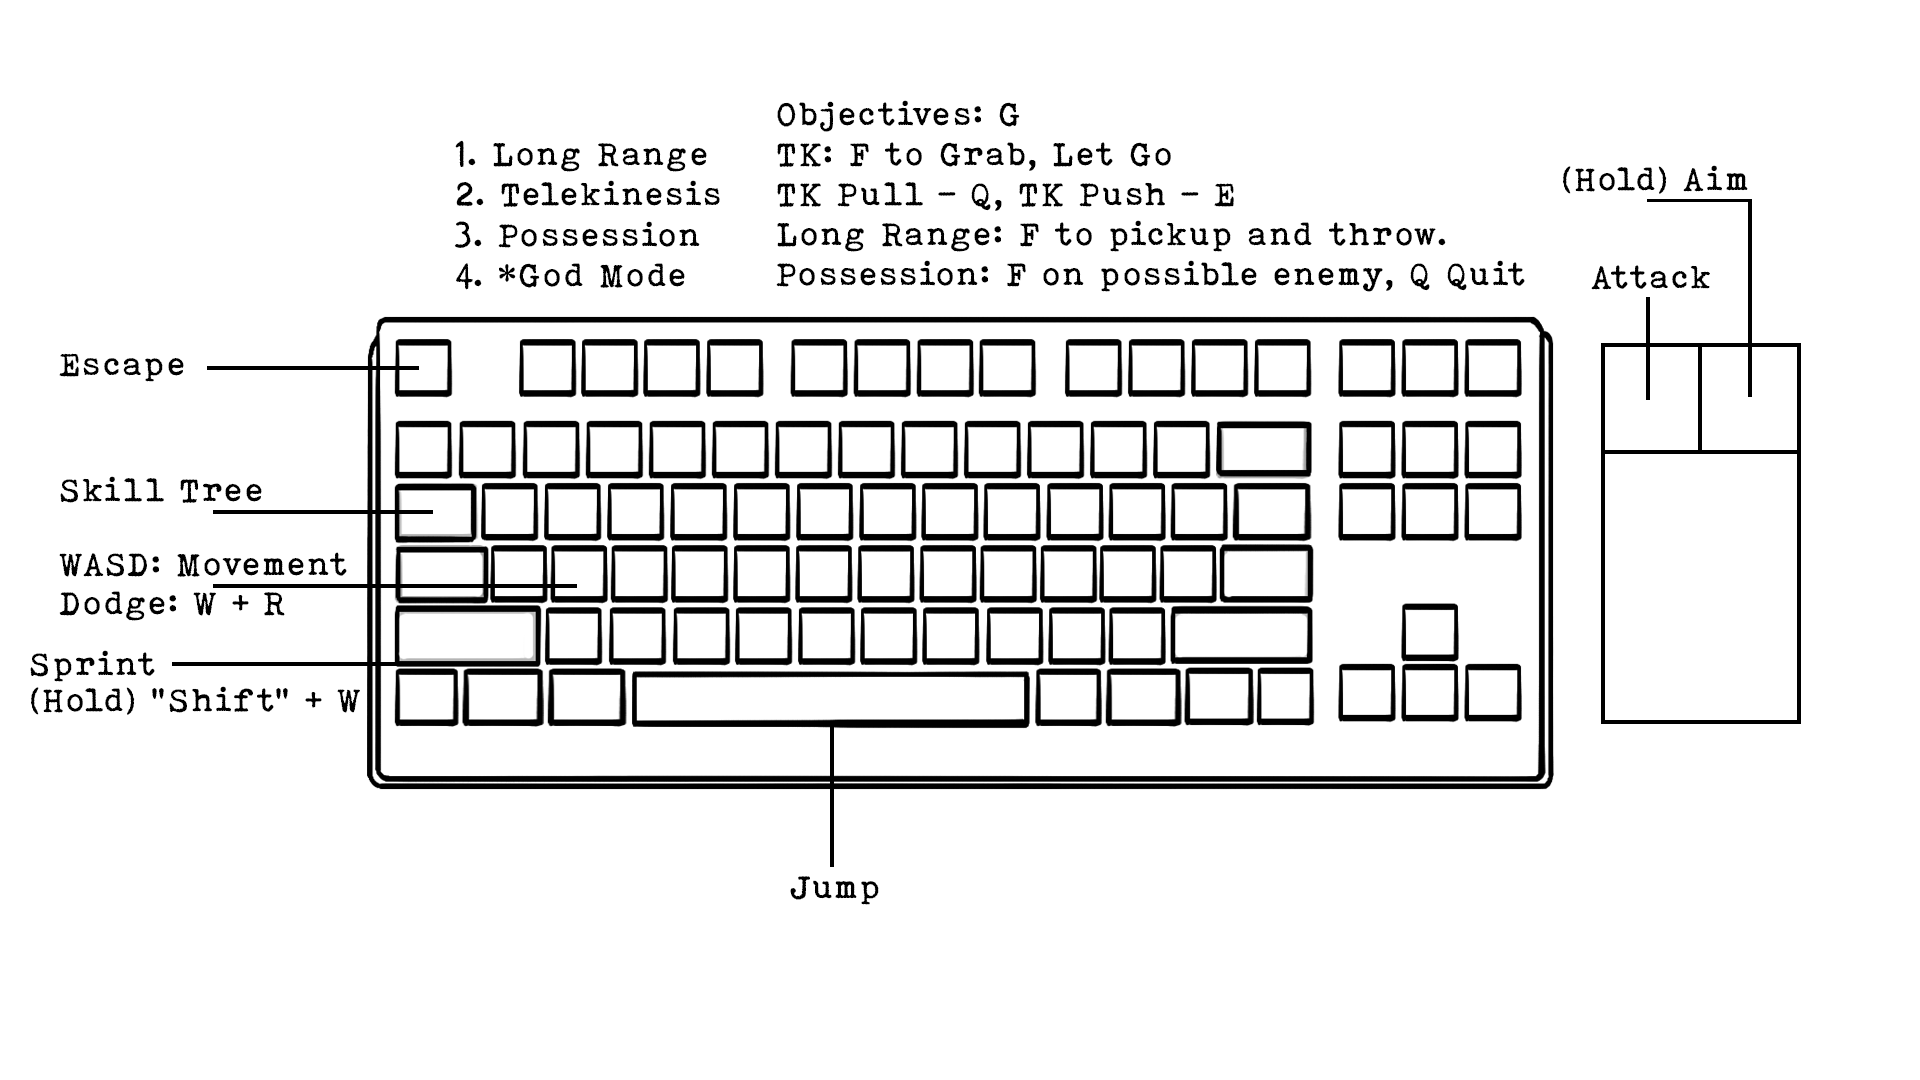 Objectives: G
1. Long Range
2. Telekinesis
3. Possession
4. *God Mode
TK: F to Grab, Let Go
TK Pull - Q, TK Push - E
Long Range: F to pickup and throw.
Possession: F on possible enemy, Q Quit
(Hold) Aim
Attack
Escape
Skill Tree
WASD: Movement
Dodge: W + R
Sprint
(Hold) "Shift" + W
Jump